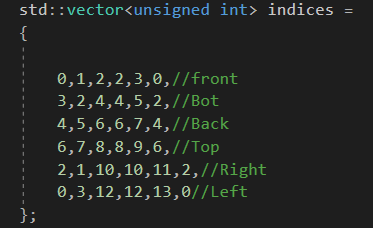 std::vector<unsigned int> indices =
{
0,1,2,2,3,0,//front
3,2,4,4,5,2,//Bot
4,5,6,6,7,4,//Back
6,7,8,8,9,6,//Top
2,1,10,10,11,2,//Right
0,3,12,12,13,0//Left
};